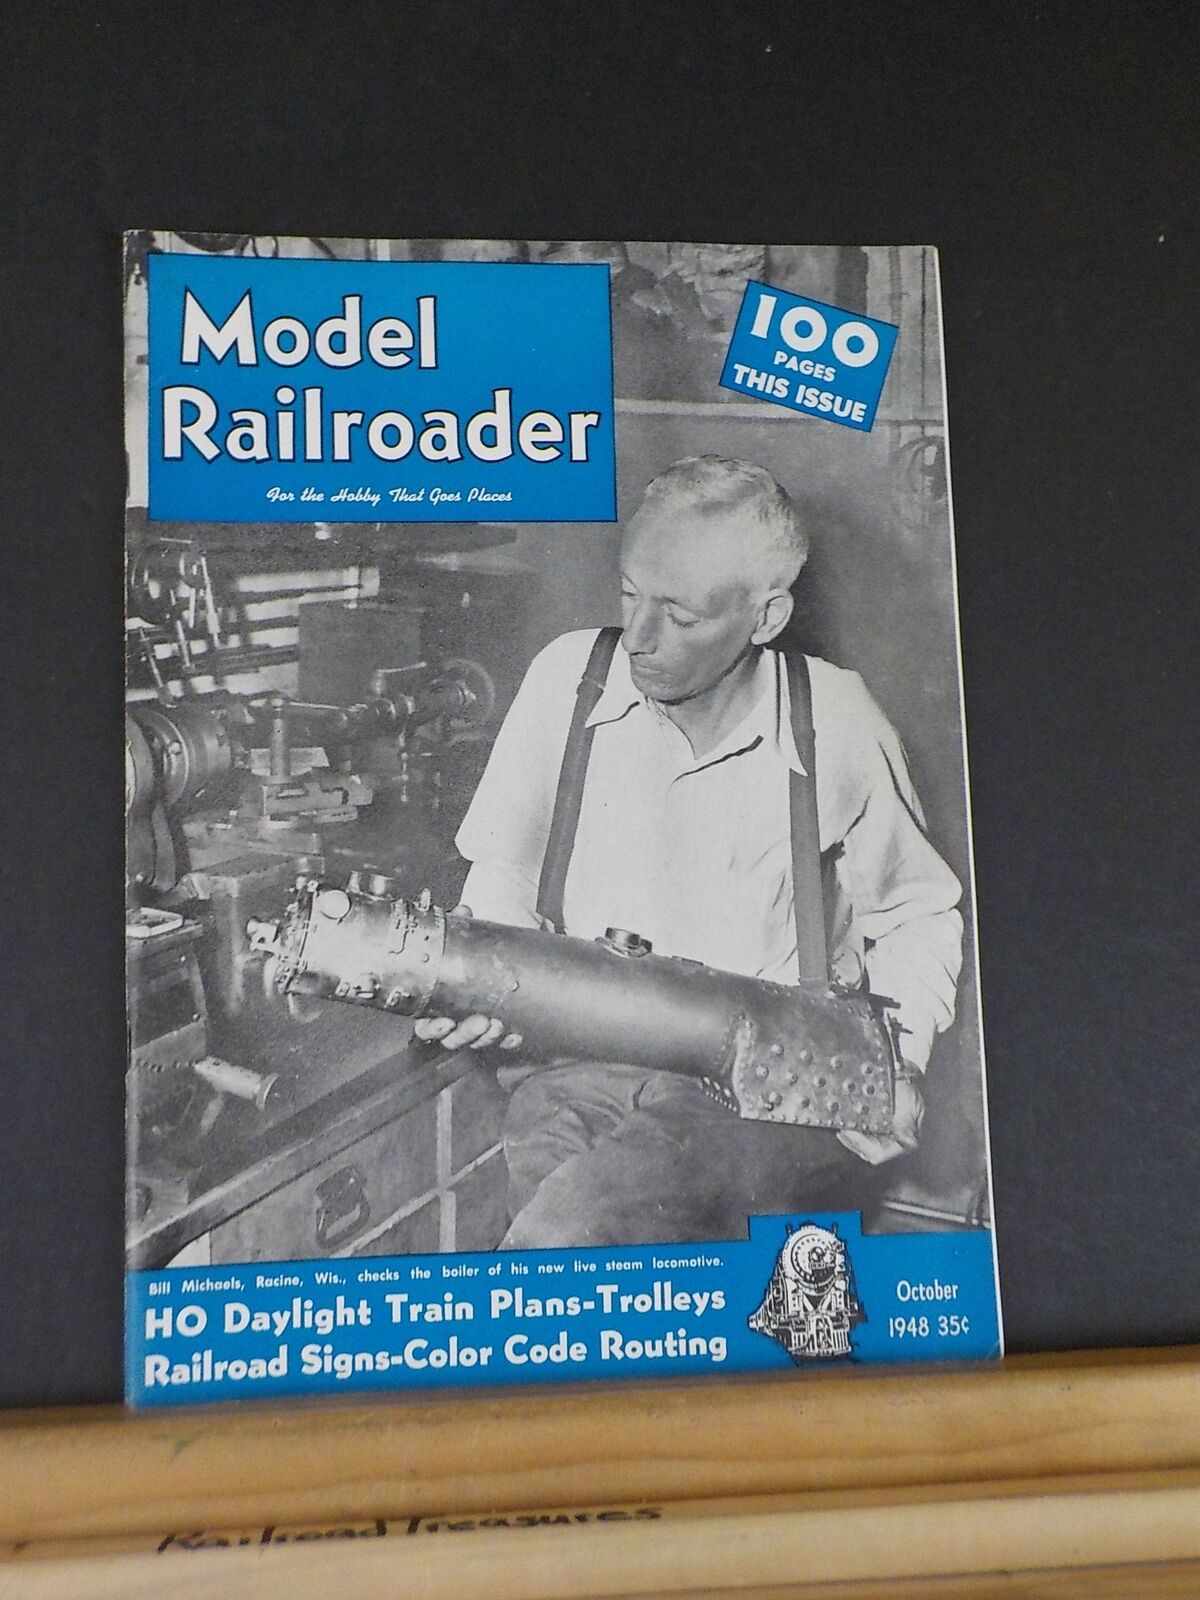 Model
Railroader
For the Hobby That Goes Places
100
PAGES
THIS ISSUE
Bill Michaels, Racine, Wis., checks the boiler of his new live steam locomotive.
HO Daylight Train Plans-Trolleys
Railroad Signs-Color Code Routing
October
1948 35¢
Railroad Treasures